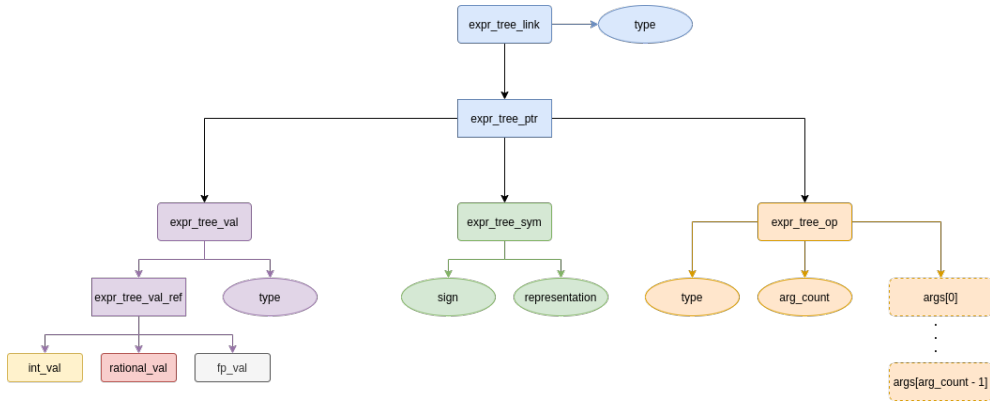 expr_tree_link
type
expr_tree_ptr
expr_tree_val
expr_tree_sym
expr_tree_op
expr_tree_val_ref
type
sign
representation
type
arg_count
args[0]
int_val
rational_val
fp_val
args[arg_count - 1]